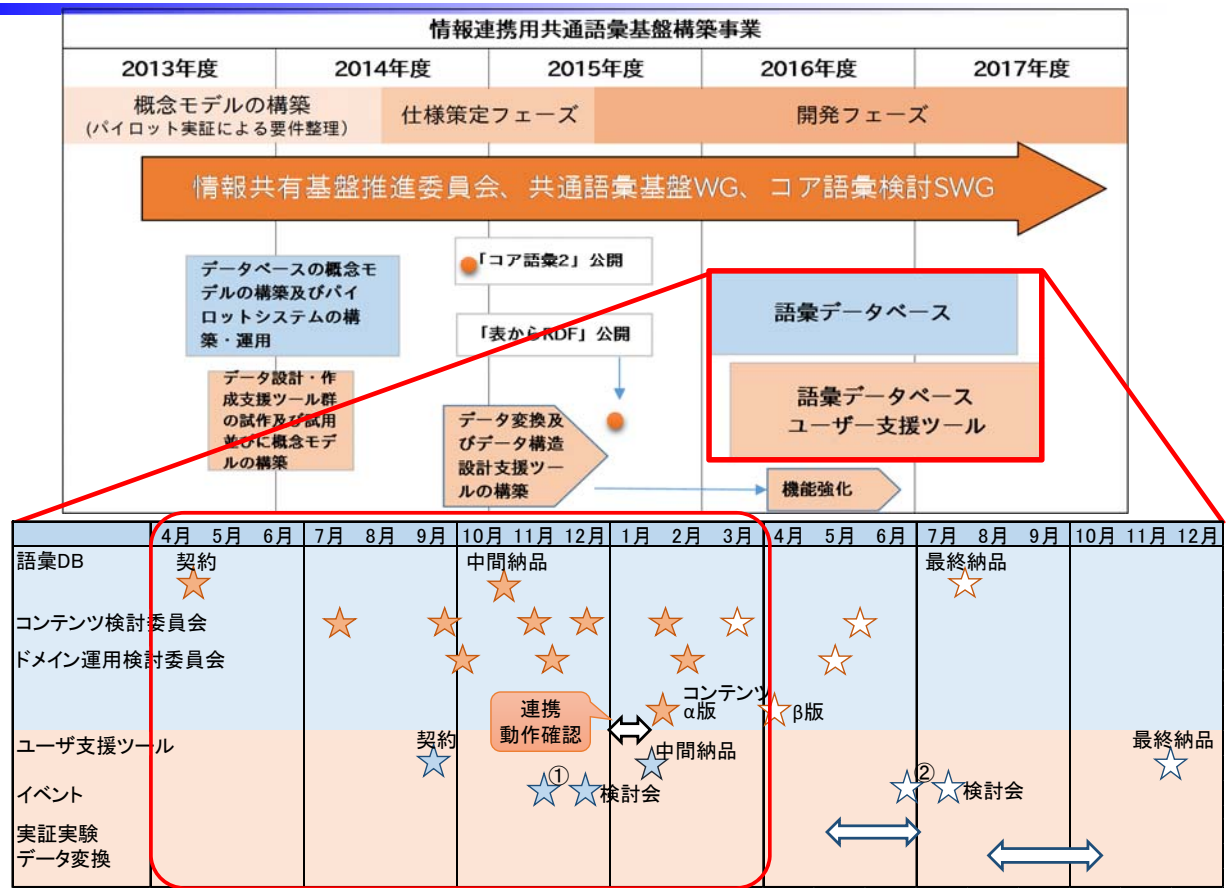 情報連携用共通語彙基盤構築事業
2013年度 2014年度 2015年度 2016年度 2017年度
概念モデルの構築
(パイロット実証による要件整理)
仕様策定フェーズ
開発フェーズ
情報共有基盤推進委員会、共通語彙基盤WG、コア語彙検討SWG
データベースの概念モ
デルの構築及びパイ
ロットシステムの構
築・運用
「コア語彙2」公開
「表からRDF」公開
語彙データベース
データ設計・作
成支援ツール群
の試作及び試用
並びに概念モデ
ルの構築
データ変換及
びデータ構造
設計支援ツー
ルの構築
語彙データベース
ユーザー支援ツール
機能強化
4月 5月 6月 7月 8月 9月 10月 11月 12月 1月 2月 3月 4月 5月 6月 7月 8月 9月 10月 11月 12月
語彙DB
契約
中間納品
最終納品
コンテンツ検討委員会
ドメイン運用検討委員会
連携
動作確認
コンテンツ
α版
β版
ユーザ支援ツール
契約
中間納品
最終納品
イベント
①
検討会
②
検討会
実証実験
データ変換